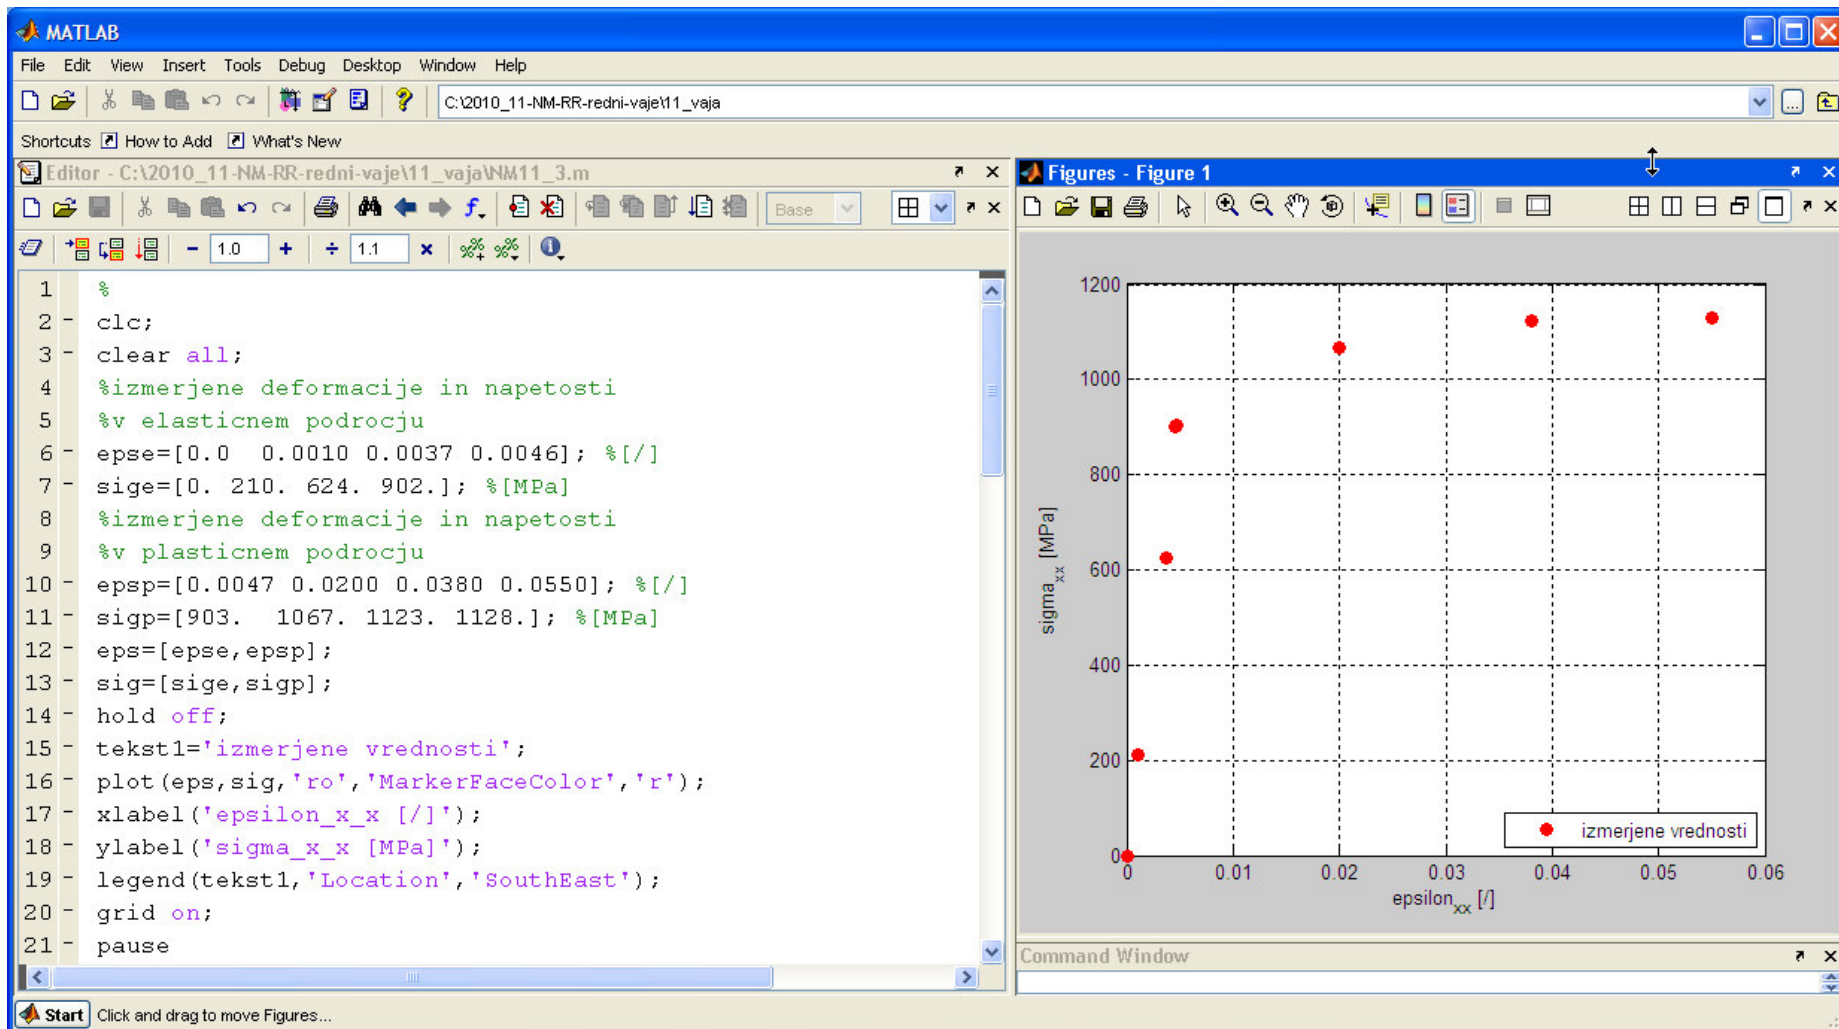 MATLAB
File Edit View Insert Tools Debug Desktop Window Help
C:\2010_11-NM-RR-redni-vaje\11_vaja
...
Shortcuts How to Add What's New
Editor - C:\2010_11-NM-RR-redni-vaje\11_vaja\NM11_3.m
Base
- 1.0 + ÷ 1.1 ×
1 %
2 - clc;
3 - clear all;
4 %izmerjene deformacije in napetosti
5 %v elasticnem podrocju
6 - epse=[0.0  0.0010 0.0037 0.0046]; %[/]
7 - sige=[0. 210. 624. 902.]; %[MPa]
8 %izmerjene deformacije in napetosti
9 %v plasticnem podrocju
10 - epsp=[0.0047 0.0200 0.0380 0.0550]; %[/]
11 - sigp=[903.  1067. 1123. 1128.]; %[MPa]
12 - eps=[epse,epsp];
13 - sig=[sige,sigp];
14 - hold off;
15 - tekst1='izmerjene vrednosti';
16 - plot(eps,sig,'ro','MarkerFaceColor','r');
17 - xlabel('epsilon_x_x [/]');
18 - ylabel('sigma_x_x [MPa]');
19 - legend(tekst1,'Location','SouthEast');
20 - grid on;
21 - pause
Figures - Figure 1
1200
1000
800
600
400
200
0
sigma_xx [MPa]
izmerjene vrednosti
0 0.01 0.02 0.03 0.04 0.05 0.06
epsilon_xx [/]
Command Window
Start Click and drag to move Figures...